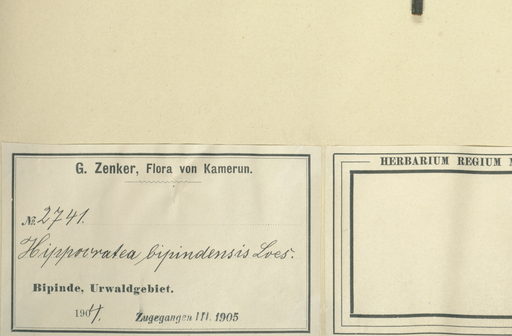 G. Zenker, Flora von Kamerun.
№ 2741.
Hippocratea bipindensis Loes.
Bipinde, Urwaldgebiet.
1904. Zugegangen III. 1905
HERBARIUM REGIUM